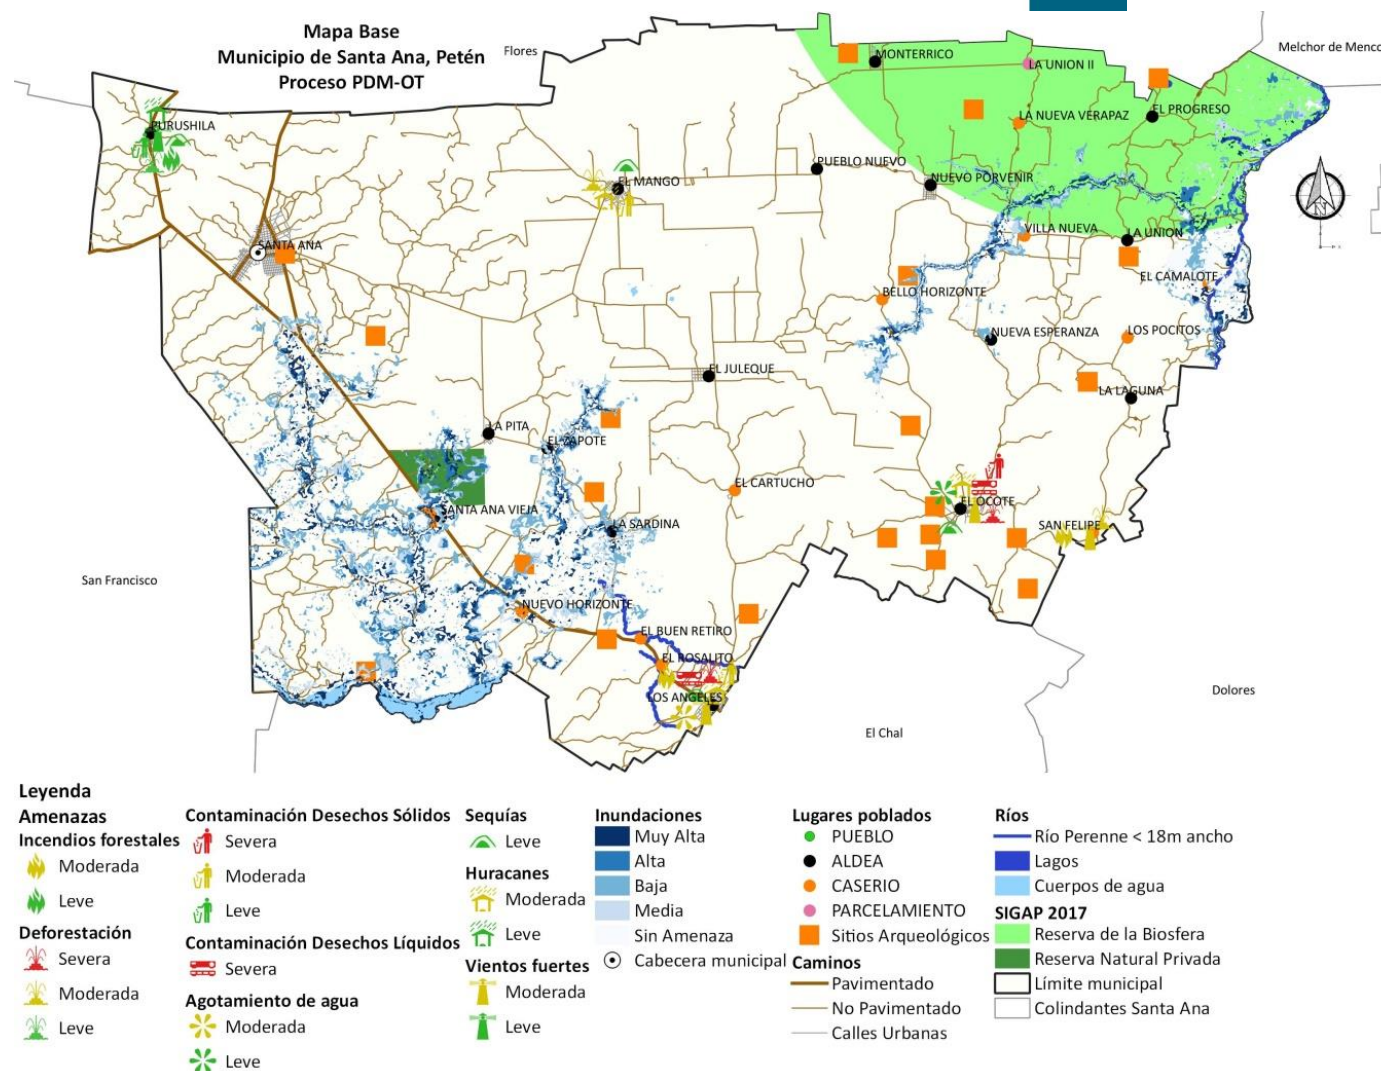 Mapa Base
Municipio de Santa Ana, Petén
Proceso PDM-OT
Flores
Melchor de Menco
MONTERRICO
LA UNION II
EL PROGRESO
LA NUEVA VERAPAZ
PURUSHILA
PUEBLO NUEVO
EL MANGO
NUEVO PORVENIR
VILLA NUEVA
LA UNION
SANTA ANA
EL CAMALOTE
BELLO HORIZONTE
NUEVA ESPERANZA
LOS POCITOS
EL JULEQUE
LA LAGUNA
LA PITA
EL ZAPOTE
EL CARTUCHO
EL OCOTE
SANTA ANA VIEJA
LA SARDINA
SAN FELIPE
San Francisco
NUEVO HORIZONTE
EL BUEN RETIRO
EL ROSALITO
LOS ANGELES
Dolores
El Chal
Leyenda
Amenazas
Incendios forestales
Moderada
Leve
Deforestación
Severa
Moderada
Leve
Contaminación Desechos Sólidos
Severa
Moderada
Leve
Contaminación Desechos Líquidos
Severa
Agotamiento de agua
Moderada
Leve
Sequías
Leve
Huracanes
Moderada
Leve
Vientos fuertes
Moderada
Leve
Inundaciones
Muy Alta
Alta
Baja
Media
Sin Amenaza
Cabecera municipal
Lugares poblados
PUEBLO
ALDEA
CASERIO
PARCELAMIENTO
Sitios Arqueológicos
Caminos
Pavimentado
No Pavimentado
Calles Urbanas
Ríos
Río Perenne < 18m ancho
Lagos
Cuerpos de agua
SIGAP 2017
Reserva de la Biosfera
Reserva Natural Privada
Límite municipal
Colindantes Santa Ana